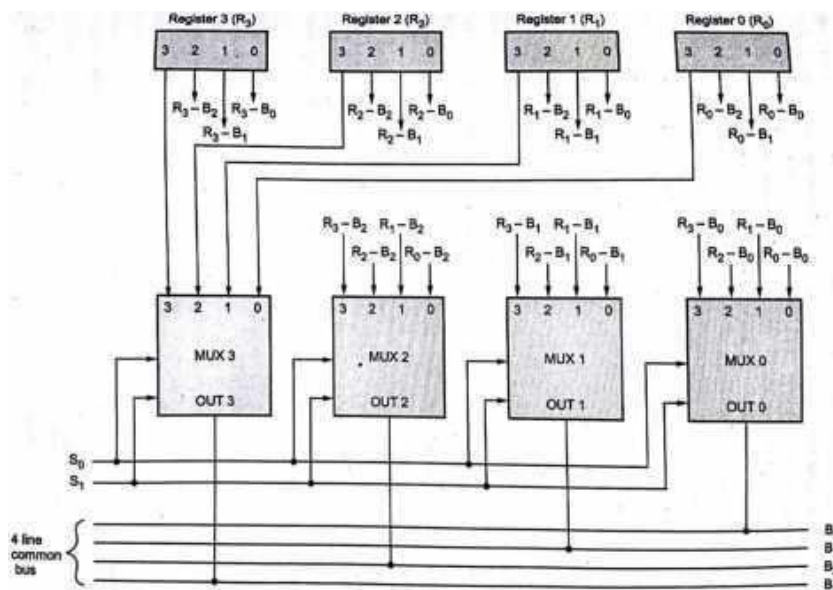 Register 3 (R₃) Register 2 (R₂) Register 1 (R₁) Register 0 (R₀)
3 2 1 0 3 2 1 0 3 2 1 0 3 2 1 0
R₃–B₂ R₃–B₀ R₂–B₂ R₂–B₀ R₁–B₂ R₁–B₀ R₀–B₂ R₀–B₀
R₃–B₁ R₂–B₁ R₁–B₁ R₀–B₁
R₃–B₂ R₁–B₂ R₃–B₁ R₁–B₁ R₃–B₀ R₁–B₀
R₂–B₂ R₀–B₂ R₂–B₁ R₀–B₁ R₂–B₀ R₀–B₀
3 2 1 0 3 2 1 0 3 2 1 0 3 2 1 0
MUX 3 MUX 2 MUX 1 MUX 0
OUT 3 OUT 2 OUT 1 OUT 0
S₀
S₁
4 line
common
bus
B
B
B
B